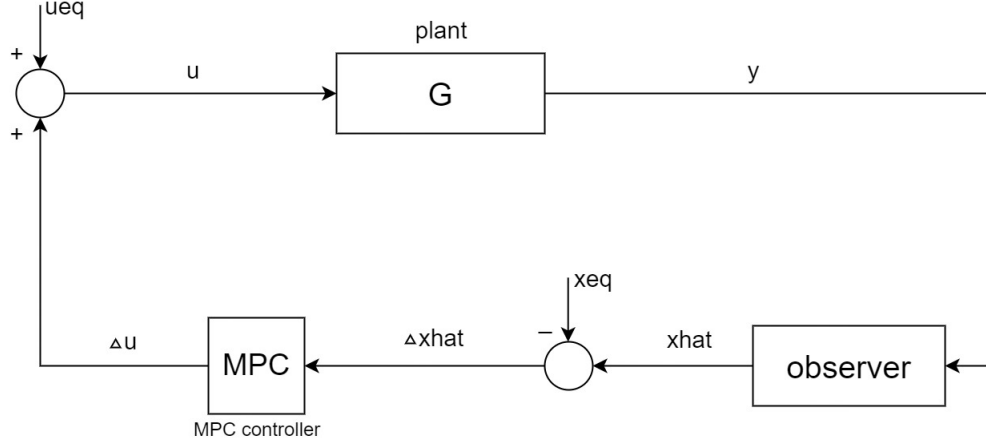 ueq
+
plant
u
G
y
+
xeq
−
△u
MPC
△xhat
xhat
observer
MPC controller